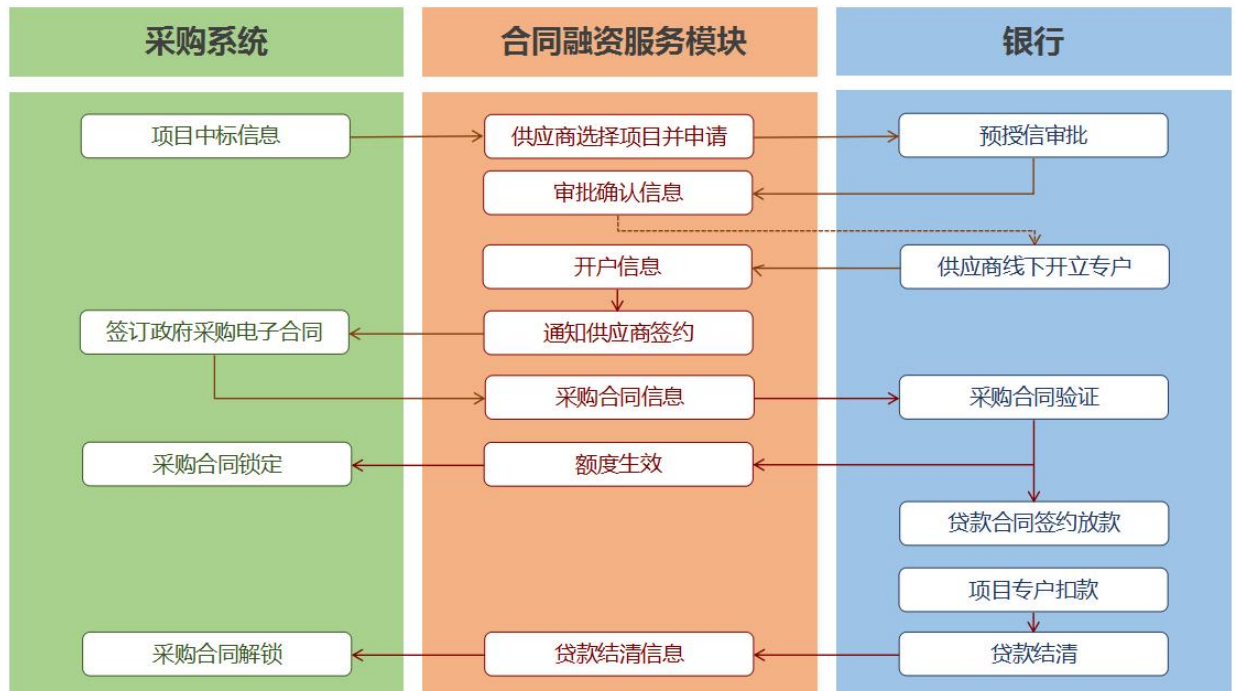 采购系统
合同融资服务模块
银行
项目中标信息
供应商选择项目并申请
预授信审批
审批确认信息
开户信息
供应商线下开立专户
签订政府采购电子合同
通知供应商签约
采购合同信息
采购合同验证
采购合同锁定
额度生效
贷款合同签约放款
项目专户扣款
采购合同解锁
贷款结清信息
贷款结清